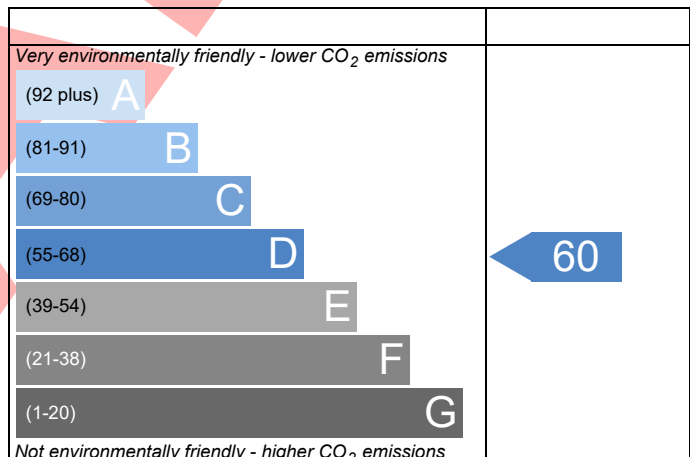 Very environmentally friendly - lower CO2 emissions
(92 plus) A
(81-91) B
(69-80) C
(55-68) D 60
(39-54) E
(21-38) F
(1-20) G
Not environmentally friendly - higher CO2 emissions